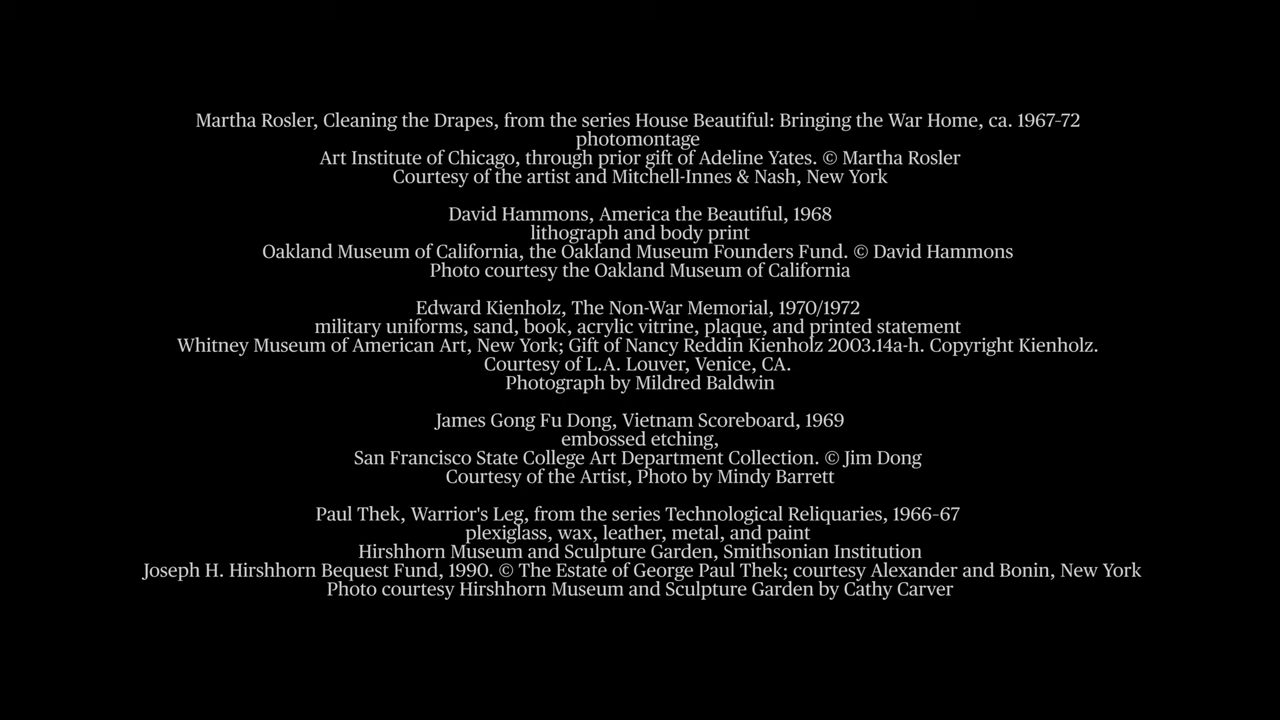 Martha Rosler, Cleaning the Drapes, from the series House Beautiful: Bringing the War Home, ca. 1967-72
photomontage
Art Institute of Chicago, through prior gift of Adeline Yates. © Martha Rosler
Courtesy of the artist and Mitchell-Innes & Nash, New York
David Hammons, America the Beautiful, 1968
lithograph and body print
Oakland Museum of California, the Oakland Museum Founders Fund. © David Hammons
Photo courtesy the Oakland Museum of California
Edward Kienholz, The Non-War Memorial, 1970/1972
military uniforms, sand, book, acrylic vitrine, plaque, and printed statement
Whitney Museum of American Art, New York; Gift of Nancy Reddin Kienholz 2003.14a-h. Copyright Kienholz.
Courtesy of L.A. Louver, Venice, CA.
Photograph by Mildred Baldwin
James Gong Fu Dong, Vietnam Scoreboard, 1969
embossed etching,
San Francisco State College Art Department Collection. © Jim Dong
Courtesy of the Artist, Photo by Mindy Barrett
Paul Thek, Warrior's Leg, from the series Technological Reliquaries, 1966-67
plexiglass, wax, leather, metal, and paint
Hirshhorn Museum and Sculpture Garden, Smithsonian Institution
Joseph H. Hirshhorn Bequest Fund, 1990. © The Estate of George Paul Thek; courtesy Alexander and Bonin, New York
Photo courtesy Hirshhorn Museum and Sculpture Garden by Cathy Carver